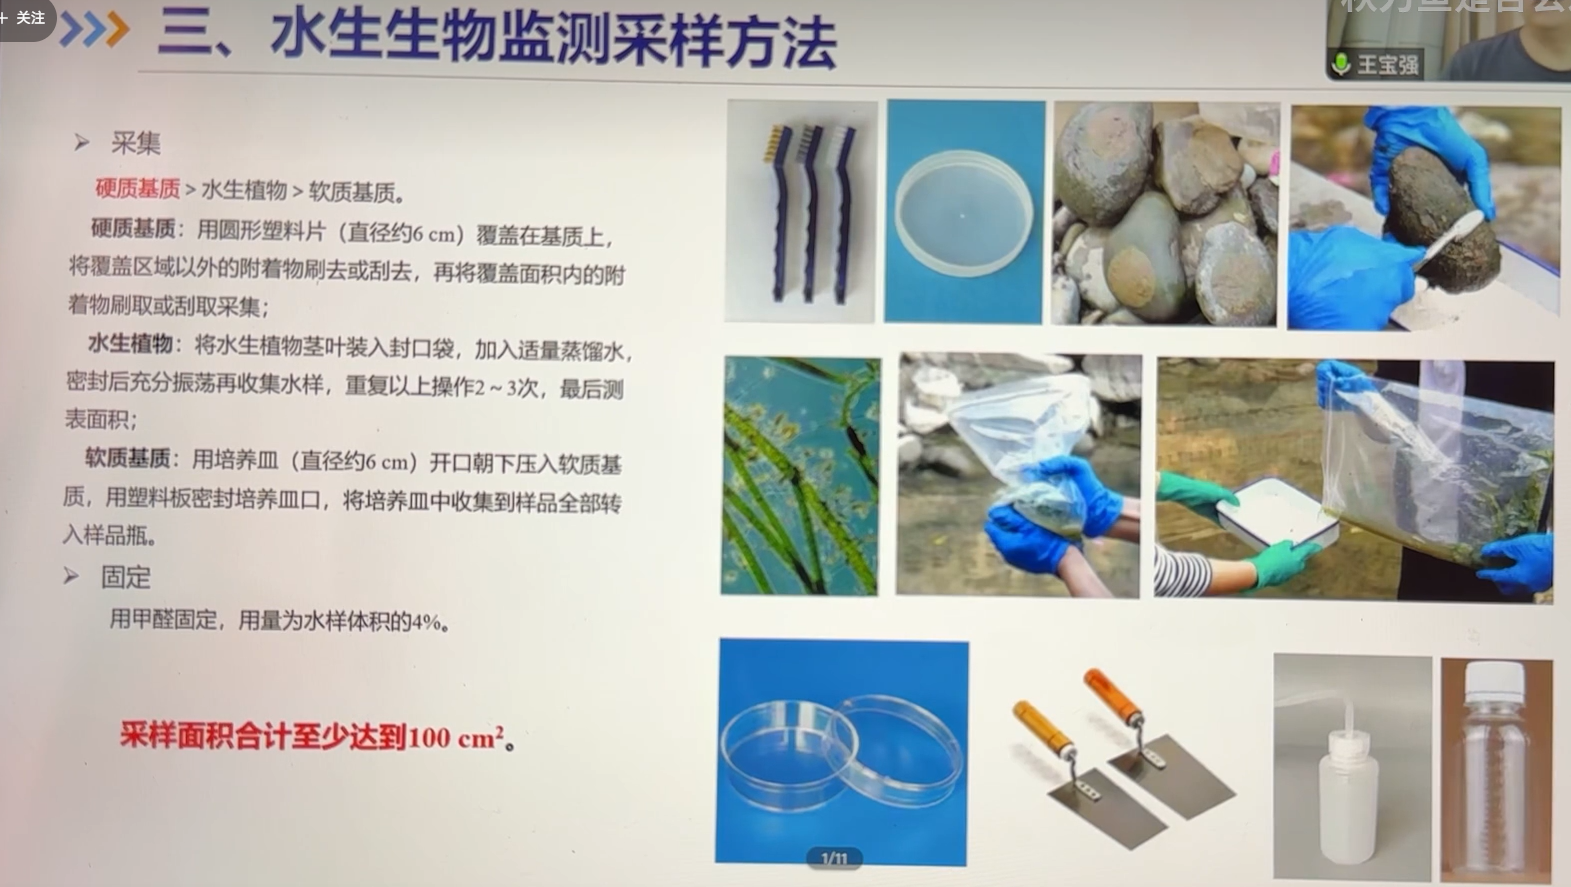 + 关注
三、水生生物监测采样方法
王宝强
采集
硬质基质 > 水生植物 > 软质基质。
硬质基质：用圆形塑料片（直径约6 cm）覆盖在基质上，
将覆盖区域以外的附着物刷去或刮去，再将覆盖面积内的附
着物刷取或刮取采集；
水生植物：将水生植物茎叶装入封口袋，加入适量蒸馏水，
密封后充分振荡再收集水样，重复以上操作2～3次，最后测
表面积；
软质基质：用培养皿（直径约6 cm）开口朝下压入软质基
质，用塑料板密封培养皿口，将培养皿中收集到样品全部转
入样品瓶。
固定
用甲醛固定，用量为水样体积的4%。
采样面积合计至少达到100 cm²。
1/11